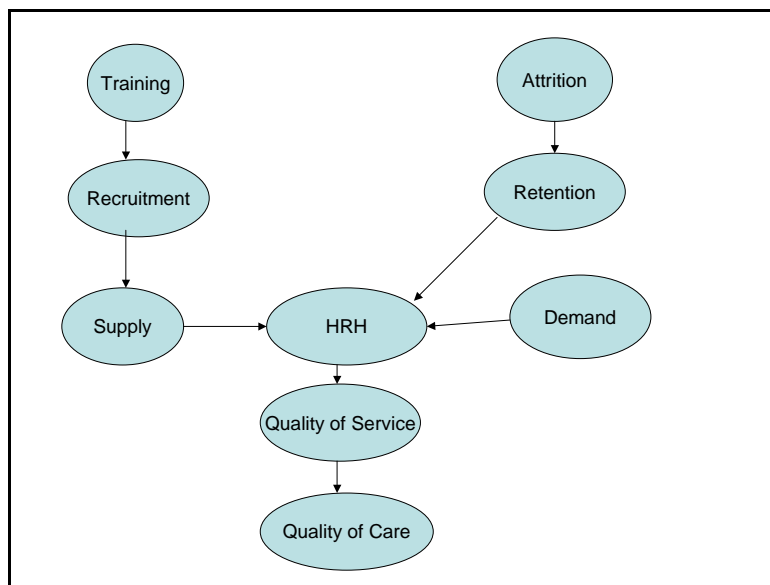 Training
Attrition
Recruitment
Retention
Supply
HRH
Demand
Quality of Service
Quality of Care